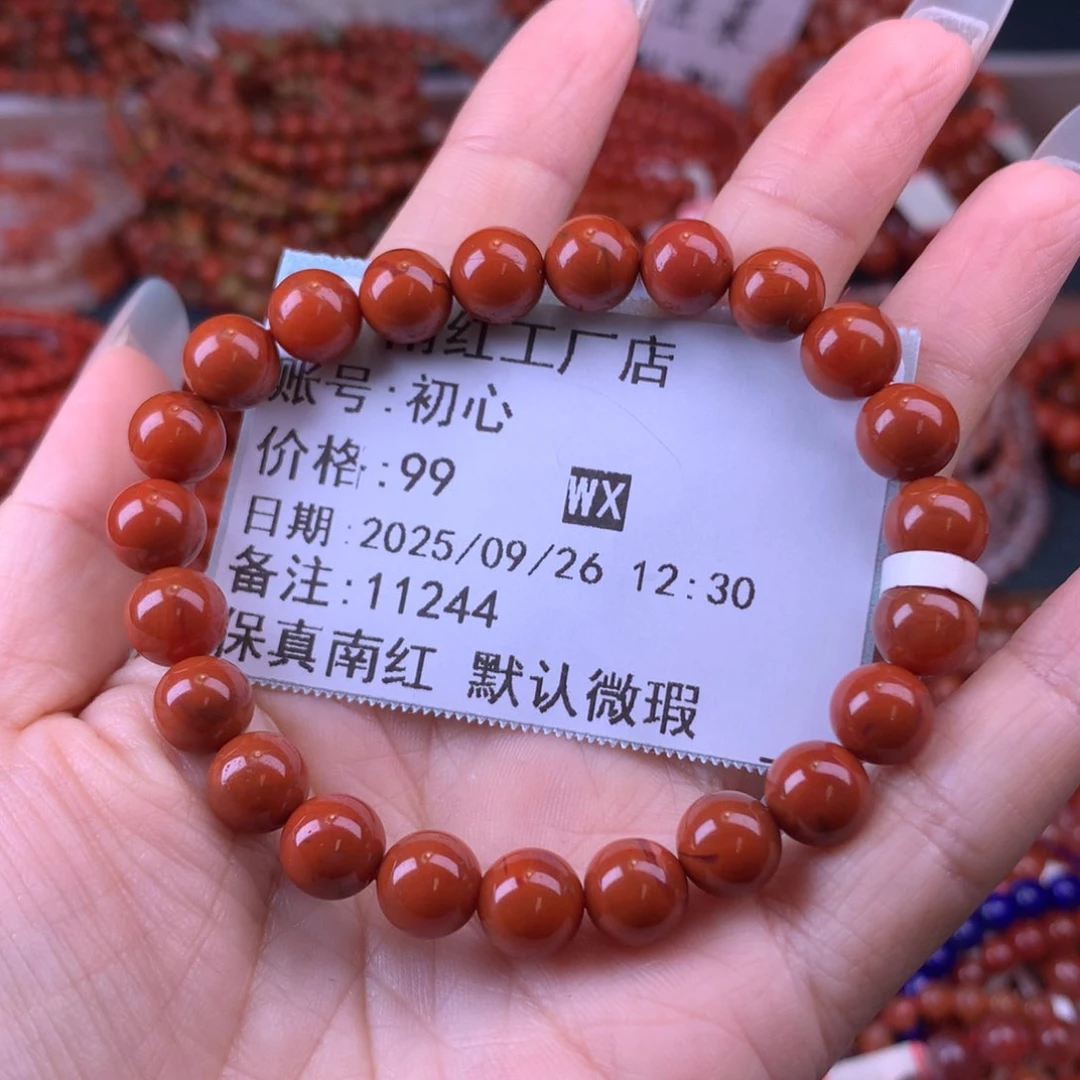 南红工厂店
账号:初心
价格:99
WX
日期:2025/09/26 12:30
备注:11244
保真南红 默认微瑕